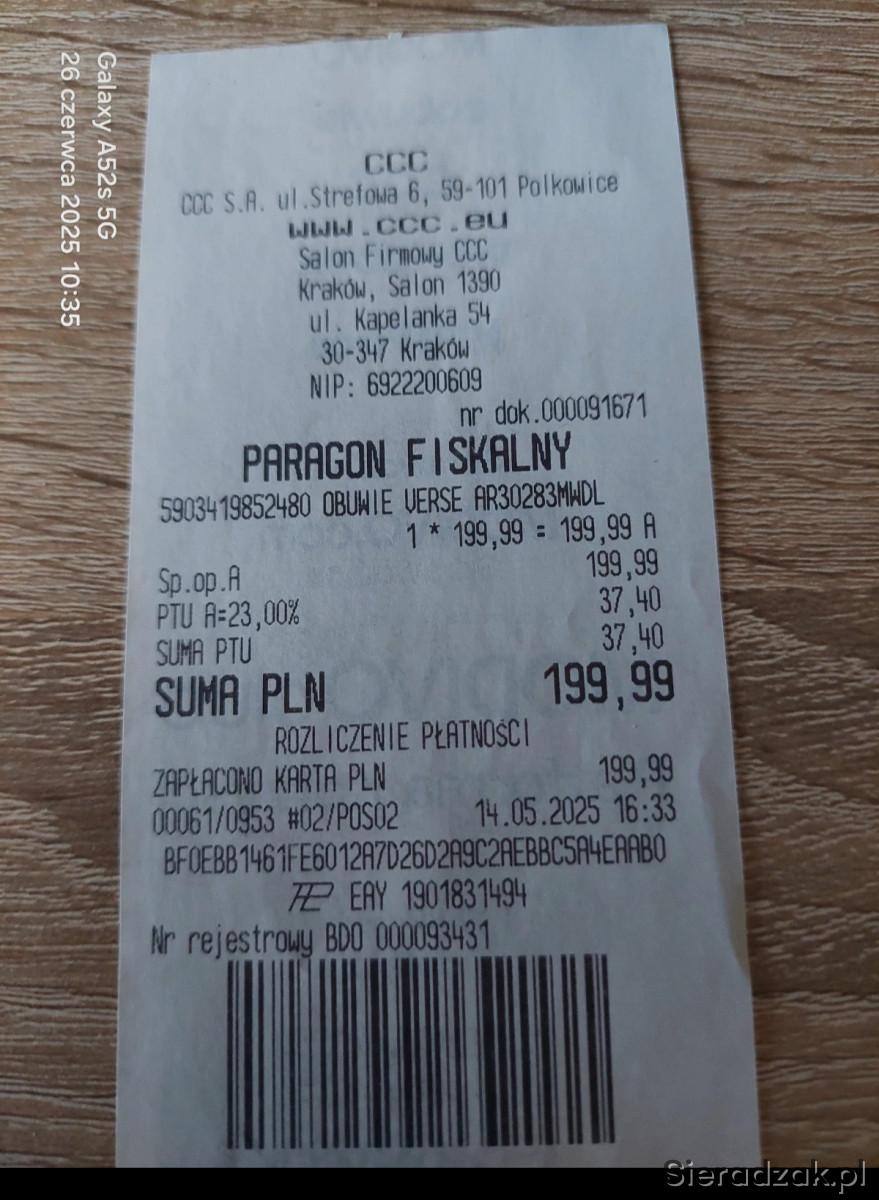 Galaxy A52s 5G
26 czerwca 2025 10:35
CCC
CCC S.A. ul.Strefowa 6, 59-101 Polkowice
www.ccc.eu
Salon Firmowy CCC
Kraków, Salon 1390
ul. Kapelanka 54
30-347 Kraków
NIP: 6922200609
nr dok.000091671
PARAGON FISKALNY
5903419852480 OBUWIE VERSE AR30283MWDL
1 * 199,99 = 199,99 A
Sp.op.A 199,99
PTU A=23,00% 37,40
SUMA PTU 37,40
SUMA PLN 199,99
ROZLICZENIE PŁATNOŚCI
ZAPŁACONO KARTA PLN 199,99
00061/0953 #02/POS02 14.05.2025 16:33
BF0EBB1461FE6012A7D26D2A9C2AEBBC5A4EAAB0
EAY 1901831494
Nr rejestrowy BDO 000093431
Sieradzak.pl